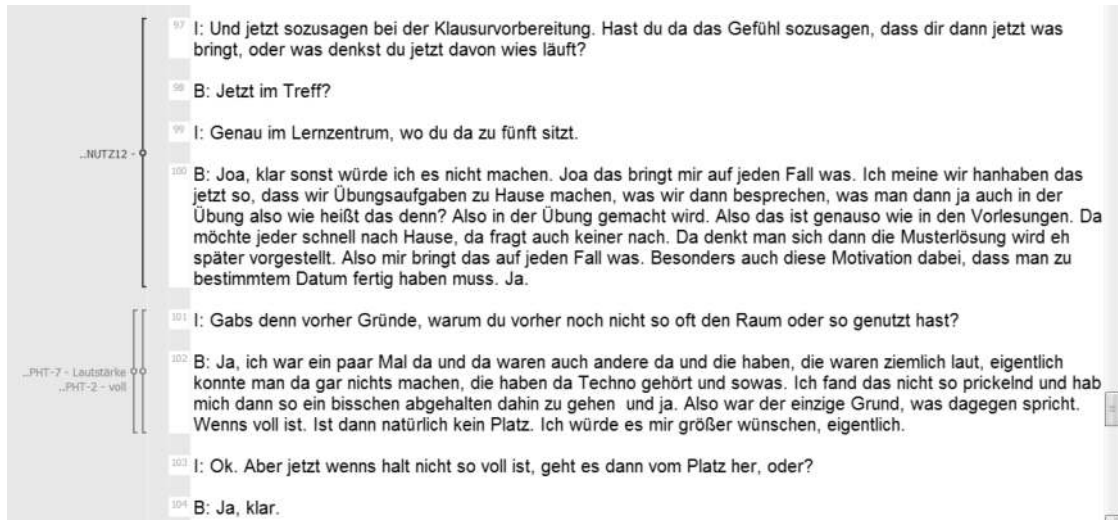 97 I: Und jetzt sozusagen bei der Klausurvorbereitung. Hast du da das Gefühl sozusagen, dass dir dann jetzt was
bringt, oder was denkst du jetzt davon wies läuft?
98 B: Jetzt im Treff?
99 I: Genau im Lernzentrum, wo du da zu fünft sitzt.
..NUTZ12 -
100 B: Joa, klar sonst würde ich es nicht machen. Joa das bringt mir auf jeden Fall was. Ich meine wir hanhaben das
jetzt so, dass wir Übungsaufgaben zu Hause machen, was wir dann besprechen, was man dann ja auch in der
Übung also wie heißt das denn? Also in der Übung gemacht wird. Also das ist genauso wie in den Vorlesungen. Da
möchte jeder schnell nach Hause, da fragt auch keiner nach. Da denkt man sich dann die Musterlösung wird eh
später vorgestellt. Also mir bringt das auf jeden Fall was. Besonders auch diese Motivation dabei, dass man zu
bestimmtem Datum fertig haben muss. Ja.
101 I: Gabs denn vorher Gründe, warum du vorher noch nicht so oft den Raum oder so genutzt hast?
..PHT-7 - Lautstärke
..PHT-2 - voll
102 B: Ja, ich war ein paar Mal da und da waren auch andere da und die haben, die waren ziemlich laut, eigentlich
konnte man da gar nichts machen, die haben da Techno gehört und sowas. Ich fand das nicht so prickelnd und hab
mich dann so ein bisschen abgehalten dahin zu gehen und ja. Also war der einzige Grund, was dagegen spricht.
Wenns voll ist. Ist dann natürlich kein Platz. Ich würde es mir größer wünschen, eigentlich.
103 I: Ok. Aber jetzt wenns halt nicht so voll ist, geht es dann vom Platz her, oder?
104 B: Ja, klar.